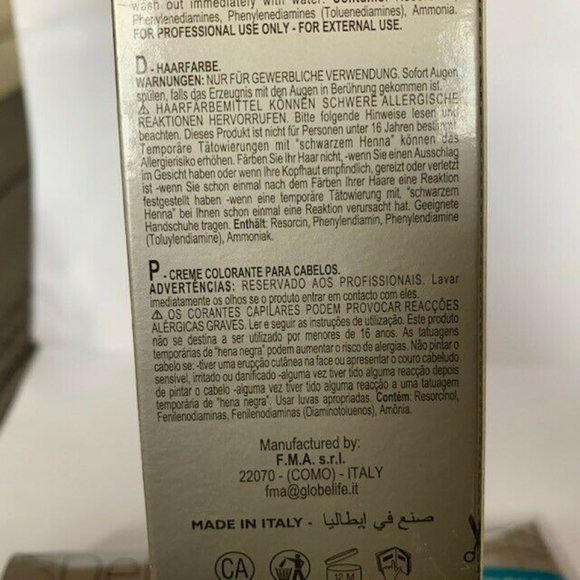 wash out immediately with water.
Phenylenediamines, Phenylenediamines (Toluenediamines), Ammonia.
FOR PROFESSIONAL USE ONLY - FOR EXTERNAL USE.
D - HAARFARBE.
WARNUNGEN: NUR FÜR GEWERBLICHE VERWENDUNG. Sofort Augen
spülen, falls das Erzeugnis mit den Augen in Berührung gekommen ist.
⚠ HAARFÄRBEMITTEL KÖNNEN SCHWERE ALLERGISCHE
REAKTIONEN HERVORRUFEN. Bitte folgende Hinweise lesen und
beachten. Dieses Produkt ist nicht für Personen unter 16 Jahren bestimmt.
Temporäre Tätowierungen mit "schwarzem Henna" können das
Allergierisiko erhöhen. Färben Sie Ihr Haar nicht, -wenn Sie einen Ausschlag
im Gesicht haben oder wenn Ihre Kopfhaut empfindlich, gereizt oder verletzt
ist -wenn Sie schon einmal nach dem Färben Ihrer Haare eine Reaktion
festgestellt haben -wenn eine temporäre Tätowierung mit „schwarzem
Henna" bei Ihnen schon einmal eine Reaktion verursacht hat. Geeignete
Handschuhe tragen. Enthält: Resorcin, Phenylendiamin, Phenylendiamine
(Toluylendiamine), Ammoniak.
P - CREME COLORANTE PARA CABELOS.
ADVERTÊNCIAS: RESERVADO AOS PROFISSIONAIS. Lavar
imediatamente os olhos se o produto entrar em contacto com eles.
⚠ OS CORANTES CAPILARES PODEM PROVOCAR REACÇÕES
ALÉRGICAS GRAVES. Ler e seguir as instruções de utilização. Este produto
não se destina a ser utilizado por menores de 16 anos. As tatuagens
temporárias de "hena negra" podem aumentar o risco de alergias. Não pintar o
cabelo se: -tiver uma erupção cutânea na face ou apresentar o couro cabeludo
sensível, irritado ou danificado -alguma vez tiver tido alguma reacção depois
de pintar o cabelo -alguma vez tiver tido alguma reacção a uma tatuagem
temporária de "hena negra". Usar luvas apropriadas. Contém: Resorcinol,
Fenilenodiaminas, Fenilenodiaminas (Diaminotoluenos), Amônia.
Manufactured by:
F.M.A. s.r.l.
22070 - (COMO) - ITALY
fma@globelife.it
MADE IN ITALY - صنع في إيطاليا
CA 12 M